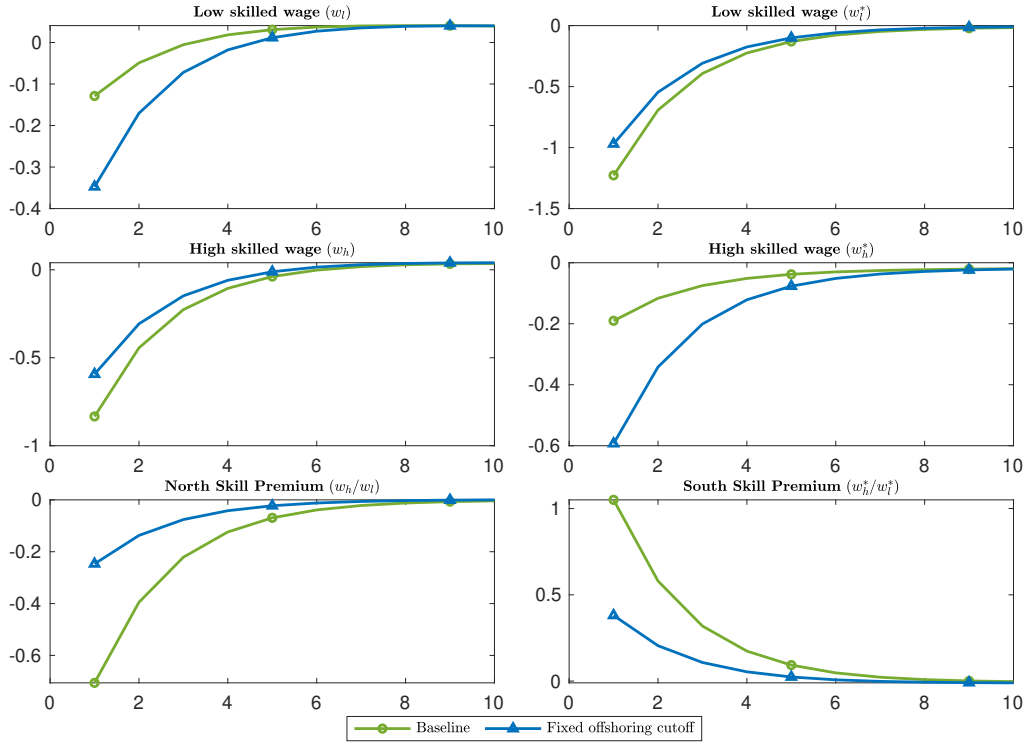 Low skilled wage (w_l)
0
-0.1
-0.2
-0.3
-0.4
0 2 4 6 8 10
Low skilled wage (w_l^*)
0
-0.5
-1
-1.5
0 2 4 6 8 10
High skilled wage (w_h)
0
-0.5
-1
0 2 4 6 8 10
High skilled wage (w_h^*)
0
-0.2
-0.4
-0.6
0 2 4 6 8 10
North Skill Premium (w_h/w_l)
0
-0.2
-0.4
-0.6
0 2 4 6 8 10
South Skill Premium (w_h^*/w_l^*)
1
0.5
0
0 2 4 6 8 10
Baseline Fixed offshoring cutoff